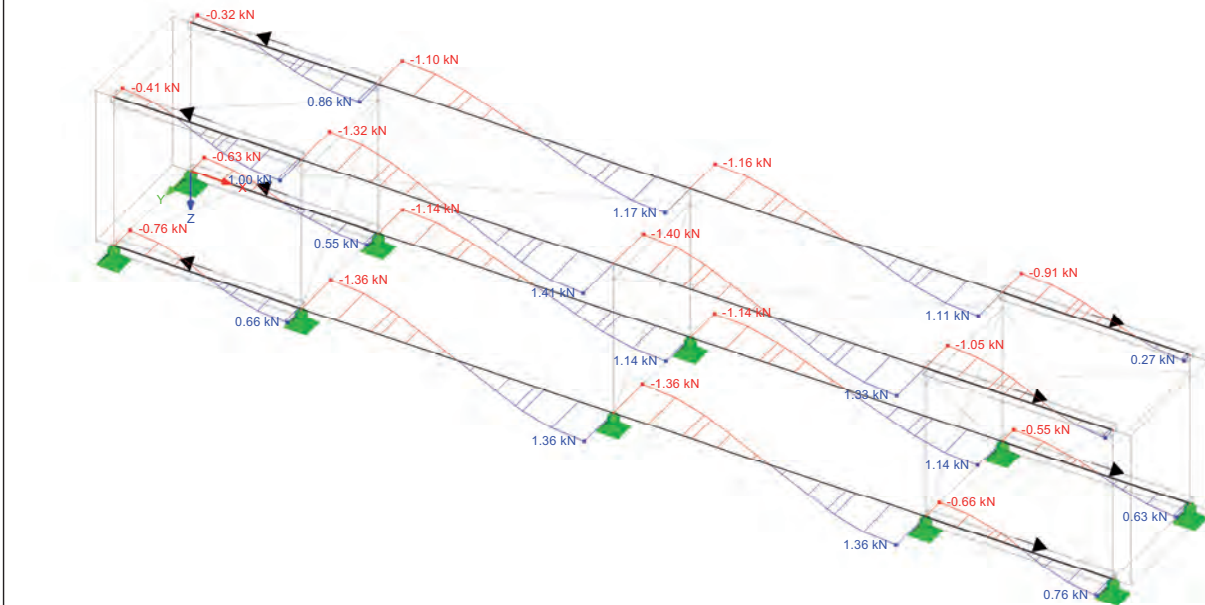 -0.32 kN
-1.10 kN
-0.41 kN
0.86 kN
-1.32 kN
-0.63 kN
-1.16 kN
1.00 kN
X
Y
Z
-1.14 kN
1.17 kN
-0.76 kN
-1.40 kN
0.55 kN
-0.91 kN
-1.36 kN
1.41 kN
1.11 kN
0.66 kN
-1.14 kN
-1.05 kN
1.14 kN
0.27 kN
-1.36 kN
1.33 kN
-0.55 kN
1.36 kN
1.14 kN
-0.66 kN
0.63 kN
1.36 kN
0.76 kN